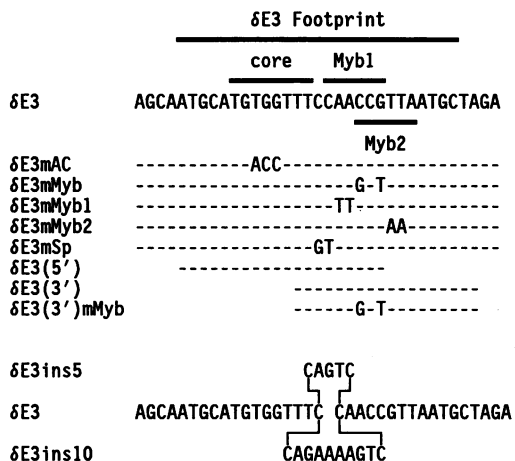 δE3 Footprint
core Myb1
δE3 AGCAATGCATGTGGTTTCCAACCGTTAATGCTAGA
Myb2
δE3mAC -----------ACC---------------------
δE3mMyb ---------------------G-T-----------
δE3mMyb1 -------------------TT--------------
δE3mMyb2 ------------------------AA---------
δE3mSp -----------------GT----------------
δE3(5′) --------------------
δE3(3′) ------------------
δE3(3′)mMyb ------G-T---------
δE3ins5 CAGTC
δE3 AGCAATGCATGTGGTTTC CAACCGTTAATGCTAGA
δE3ins10 CAGAAAAGTC